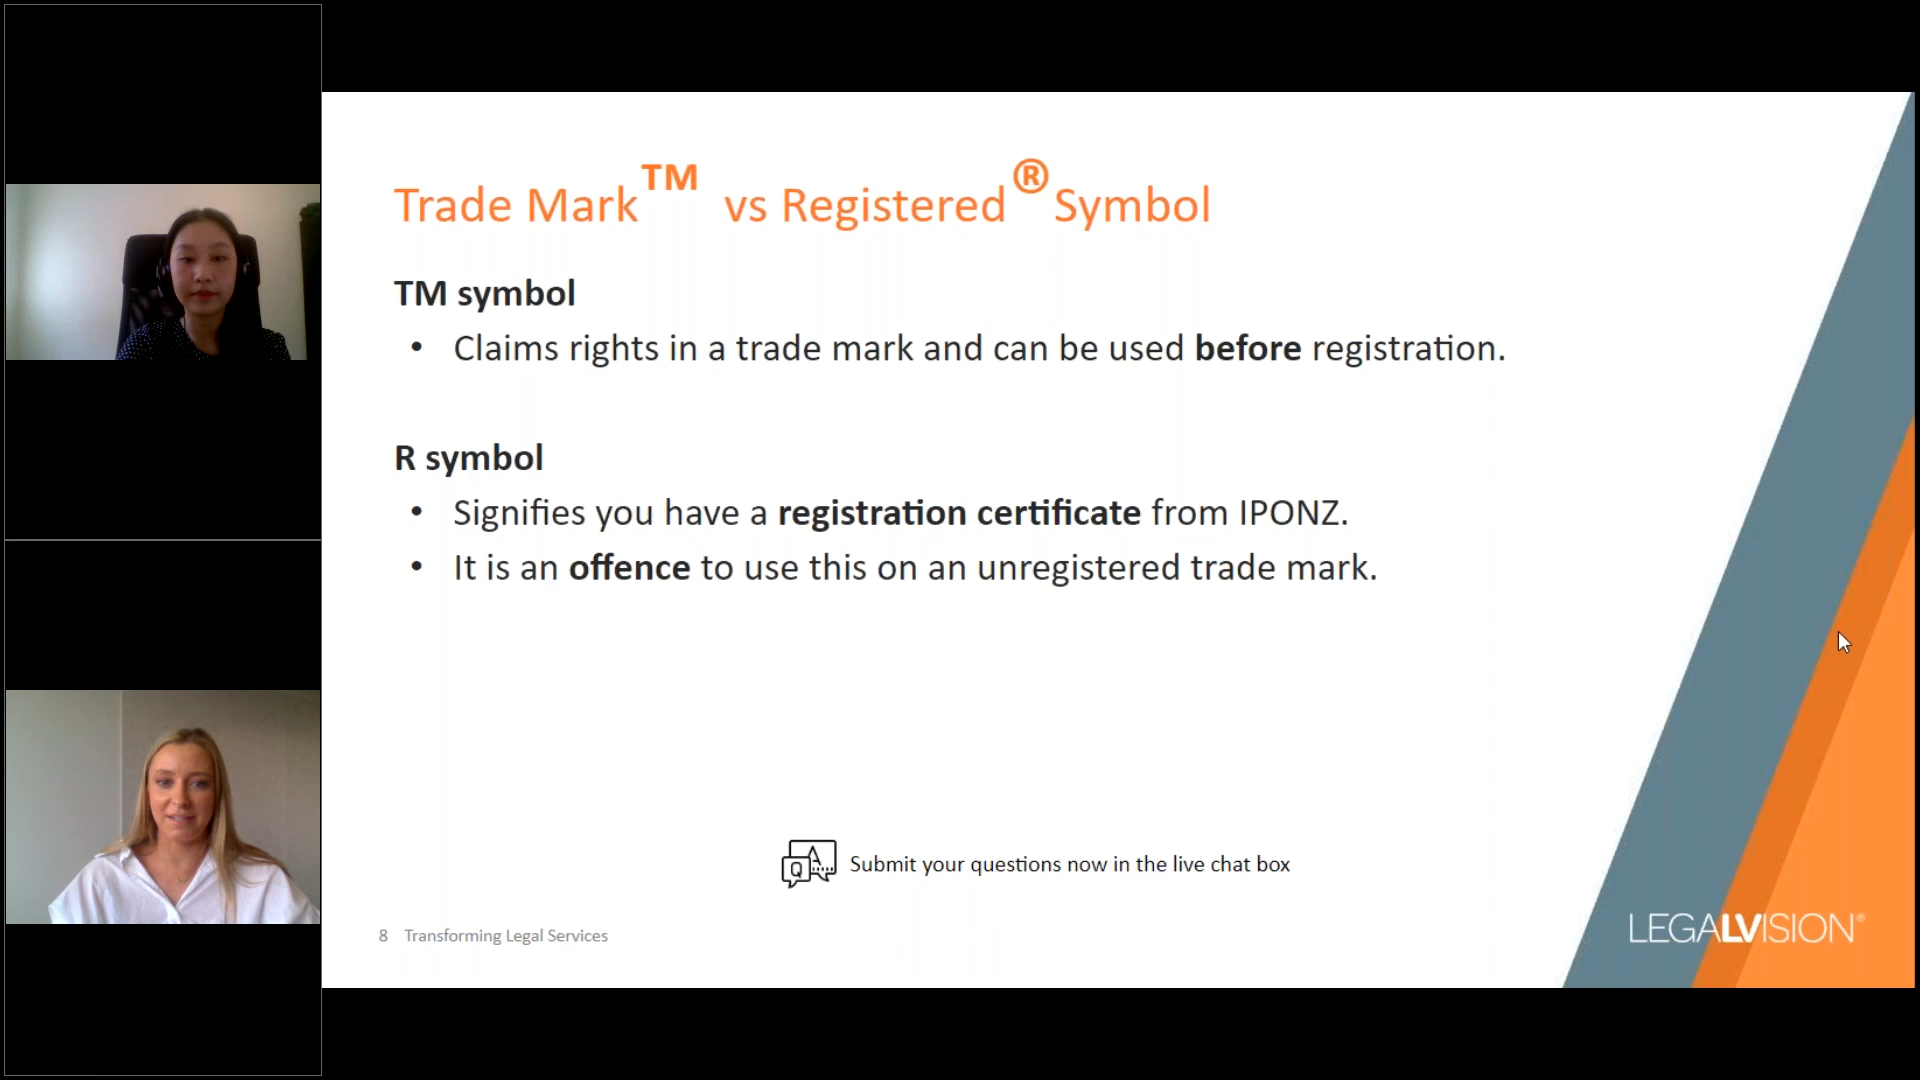 Trade Mark™ vs Registered® Symbol
TM symbol
• Claims rights in a trade mark and can be used before registration.
R symbol
• Signifies you have a registration certificate from IPONZ.
• It is an offence to use this on an unregistered trade mark.
Q A Submit your questions now in the live chat box
8 Transforming Legal Services
LEGALVISION®